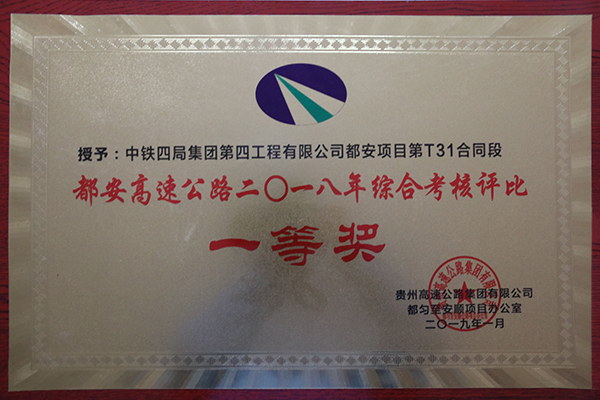 授予：中铁四局集团第四工程有限公司都安项目第T31合同段
都安高速公路二〇一八年综合考核评比
一等奖
贵州高速公路集团有限公司
都匀至安顺项目办公室
二〇一九年一月